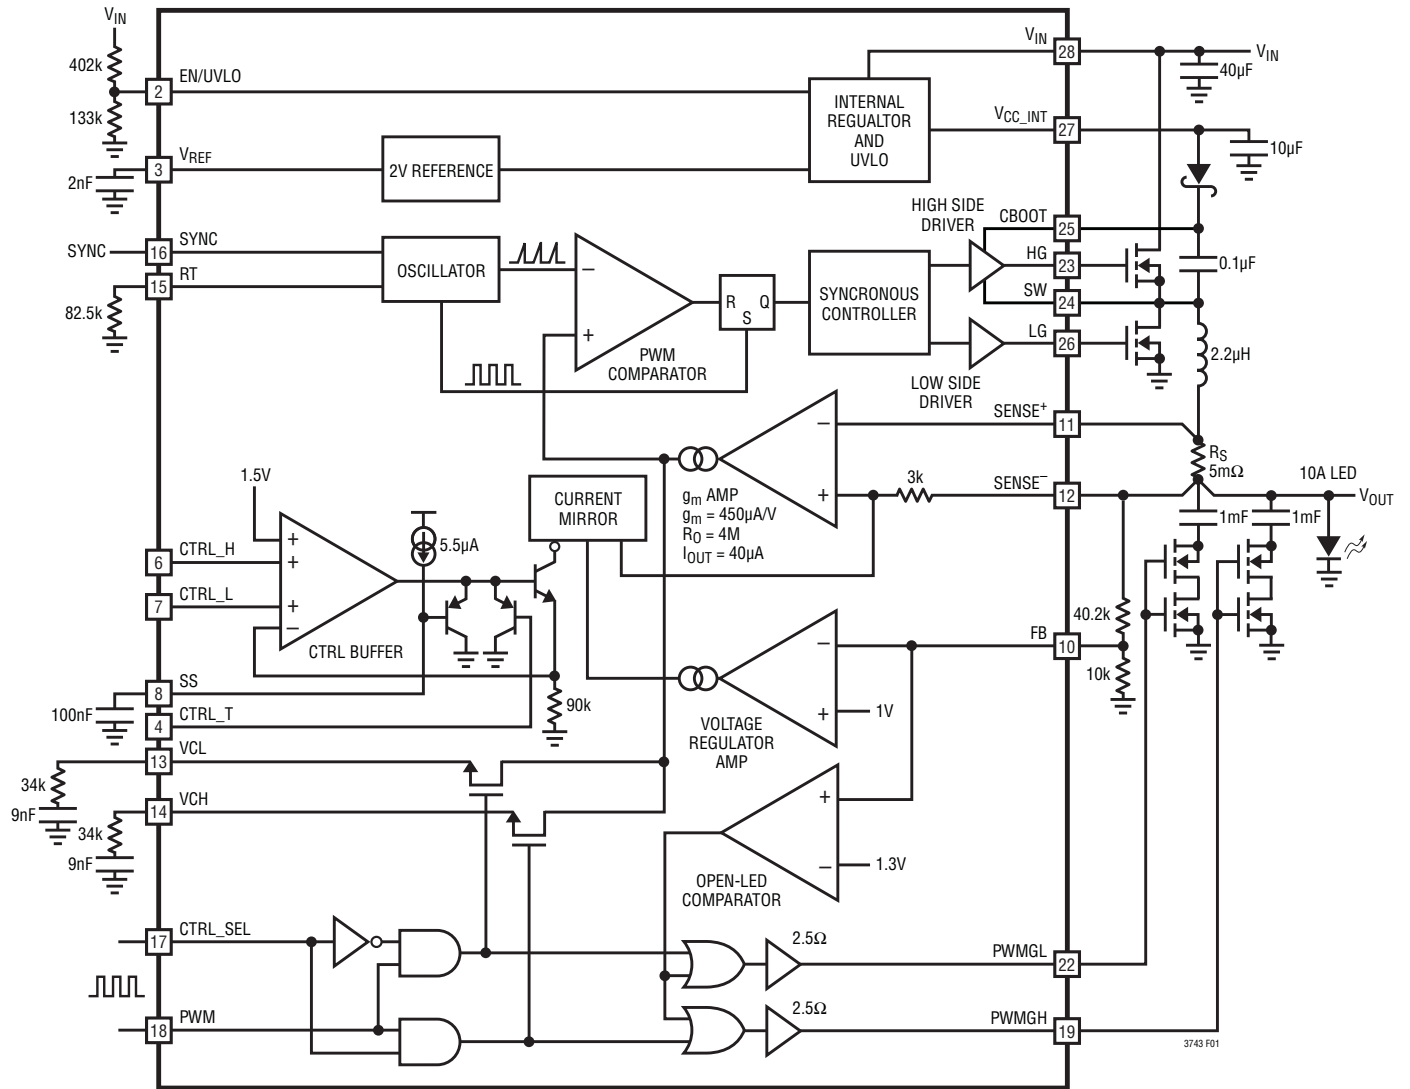 VIN
402k
2
EN/UVLO
133k
3
VREF
2nF
2V REFERENCE
INTERNAL
REGUALTOR
AND
UVLO
VIN
28
VIN
40µF
VCC_INT
27
10µF
SYNC
16
SYNC
15
RT
82.5k
OSCILLATOR
–
+
PWM
COMPARATOR
R
Q
S
SYNCRONOUS
CONTROLLER
HIGH SIDE
DRIVER
LOW SIDE
DRIVER
CBOOT
25
HG
23
SW
24
LG
26
0.1µF
2.2µH
SENSE+
11
RS
5mΩ
SENSE–
12
3k
–
+
gm AMP
gm = 450µA/V
RO = 4M
IOUT = 40µA
10A LED
VOUT
1mF
1mF
1.5V
CURRENT
MIRROR
5.5µA
6
CTRL_H
7
CTRL_L
+
+
+
–
CTRL BUFFER
8
SS
100nF
4
CTRL_T
90k
40.2k
FB
10
10k
–
+
1V
VOLTAGE
REGULATOR
AMP
13
VCL
34k
9nF
14
VCH
34k
9nF
+
–
1.3V
OPEN-LED
COMPARATOR
17
CTRL_SEL
18
PWM
2.5Ω
PWMGL
22
2.5Ω
PWMGH
19
3743 F01